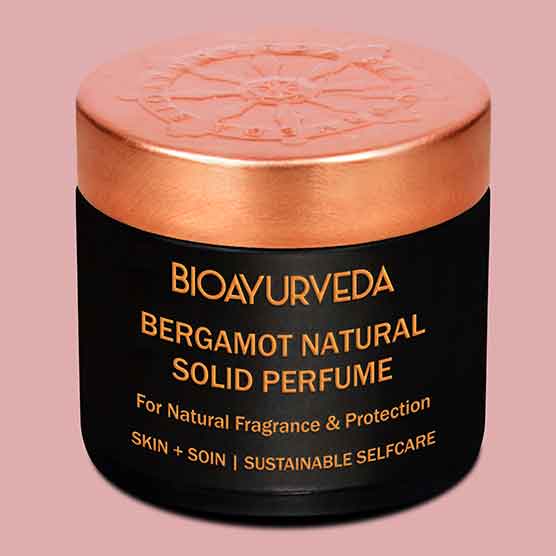 BIOAYURVEDA
BERGAMOT NATURAL
SOLID PERFUME
For Natural Fragrance & Protection
SKIN + SOIN | SUSTAINABLE SELFCARE